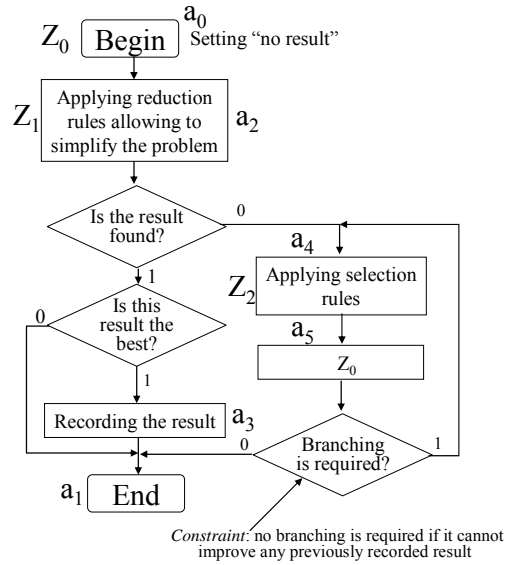 a0
Z0 Begin Setting “no result”
Z1
Applying reduction
rules allowing to
simplify the problem
a2
Is the result
found?
0
1
a4
Z2
Applying selection
rules
0
Is this
result the
best?
1
a5
Z0
Recording the result
a3
0
Branching
is required?
1
a1
End
Constraint: no branching is required if it cannot
improve any previously recorded result